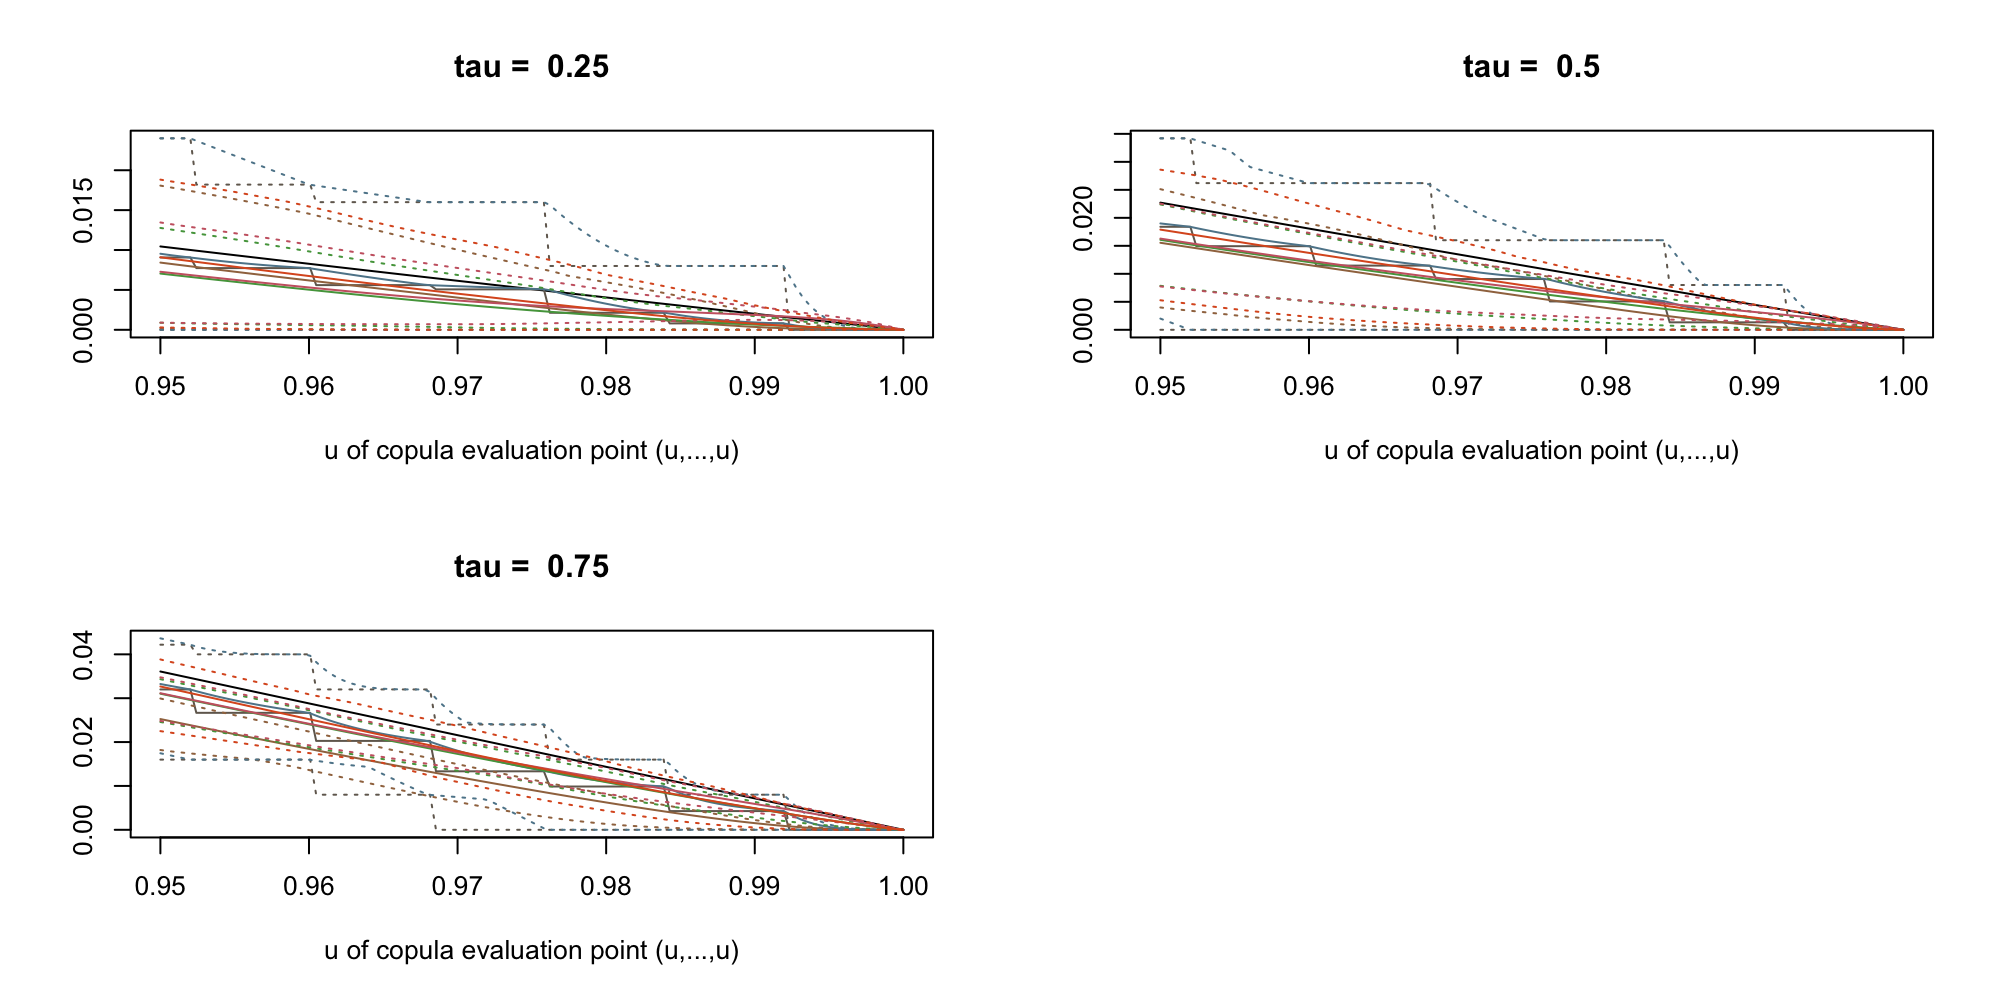 tau = 0.25
0.015
0.000
0.95 0.96 0.97 0.98 0.99 1.00
u of copula evaluation point (u,...,u)
tau = 0.5
0.020
0.000
0.95 0.96 0.97 0.98 0.99 1.00
u of copula evaluation point (u,...,u)
tau = 0.75
0.04
0.02
0.00
0.95 0.96 0.97 0.98 0.99 1.00
u of copula evaluation point (u,...,u)